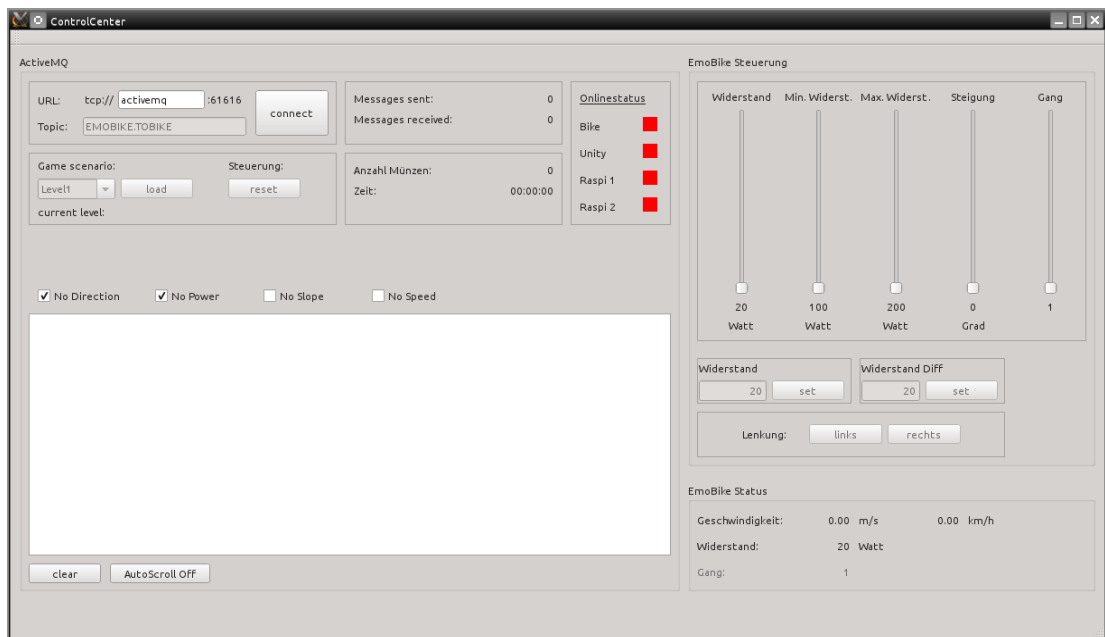 ControlCenter
ActiveMQ
URL: tcp:// activemq :61616
connect
Topic: EMOBIKE.TOBIKE
Messages sent: 0
Messages received: 0
Onlinestatus
Bike
Unity
Raspi 1
Raspi 2
Game scenario: Steuerung:
Level1 load reset
current level:
Anzahl Münzen: 0
Zeit: 00:00:00
No Direction No Power No Slope No Speed
clear AutoScroll Off
EmoBike Steuerung
Widerstand Min. Widerst. Max. Widerst. Steigung Gang
20 100 200 0 1
Watt Watt Watt Grad
Widerstand
20 set
Widerstand Diff
20 set
Lenkung: links rechts
EmoBike Status
Geschwindigkeit: 0.00 m/s 0.00 km/h
Widerstand: 20 Watt
Gang: 1